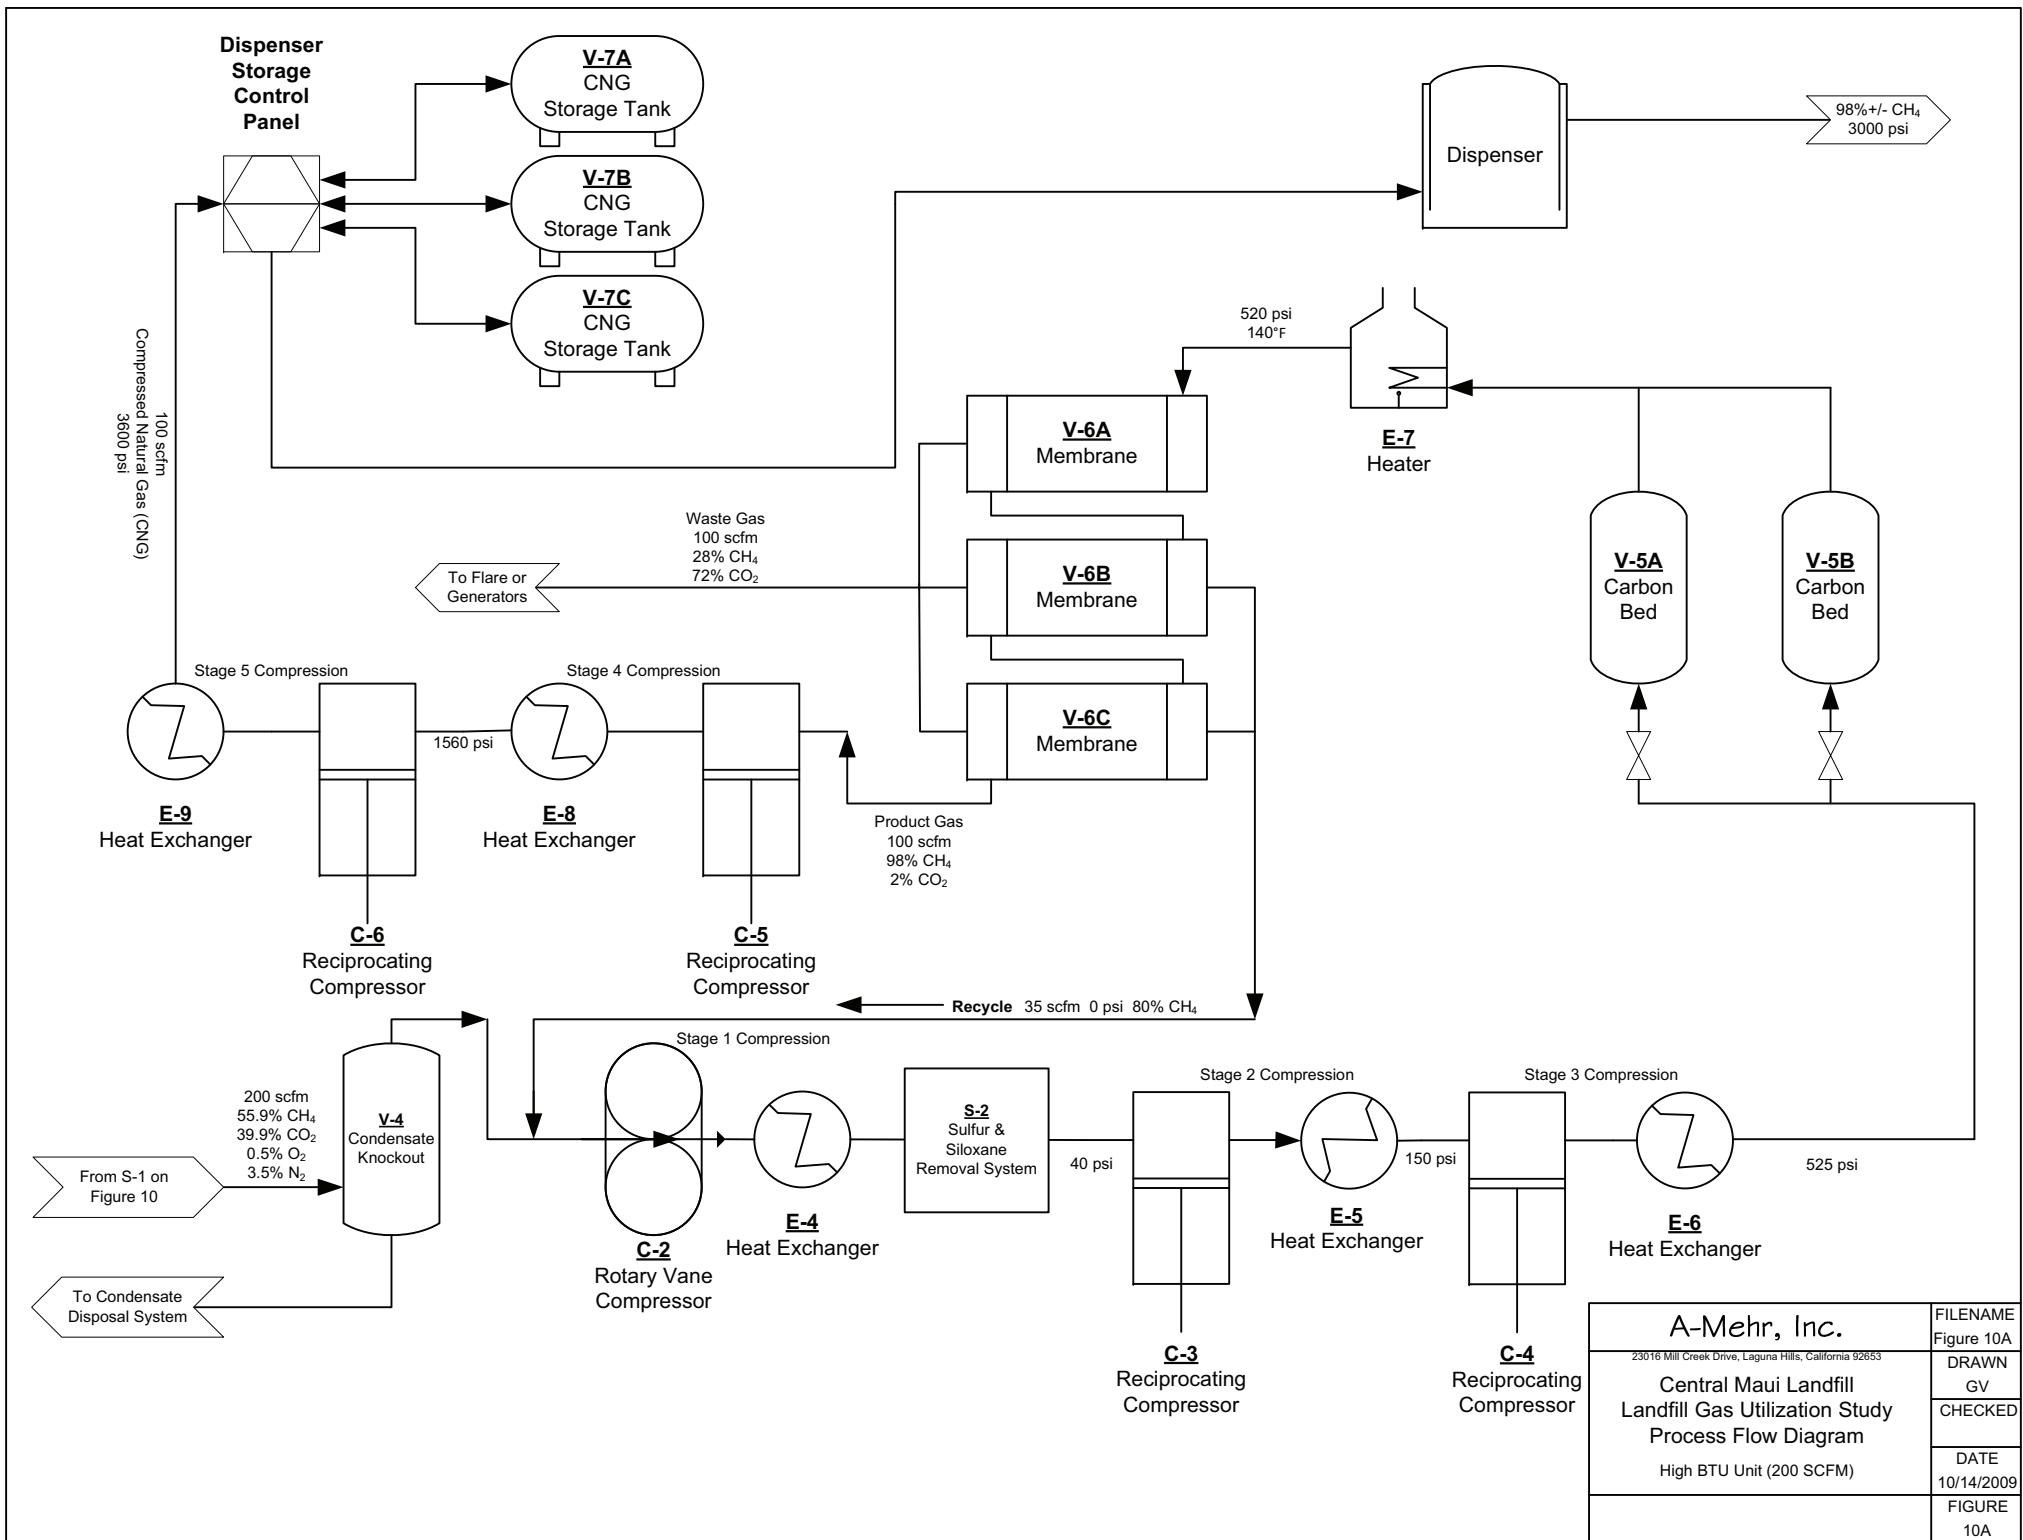 Dispenser
Storage
Control
Panel
V-7A
CNG
Storage Tank
V-7B
CNG
Storage Tank
V-7C
CNG
Storage Tank
Dispenser
98%+/- CH₄
3000 psi
520 psi
140°F
E-7
Heater
100 scfm
Compressed Natural Gas (CNG)
3600 psi
V-6A
Membrane
V-6B
Membrane
V-6C
Membrane
V-5A
Carbon
Bed
V-5B
Carbon
Bed
Waste Gas
100 scfm
28% CH₄
72% CO₂
To Flare or
Generators
Stage 5 Compression
Stage 4 Compression
1560 psi
E-9
Heat Exchanger
E-8
Heat Exchanger
Product Gas
100 scfm
98% CH₄
2% CO₂
C-6
Reciprocating
Compressor
C-5
Reciprocating
Compressor
Recycle 35 scfm 0 psi 80% CH₄
Stage 1 Compression
Stage 2 Compression
Stage 3 Compression
200 scfm
55.9% CH₄
39.9% CO₂
0.5% O₂
3.5% N₂
V-4
Condensate
Knockout
From S-1 on
Figure 10
S-2
Sulfur &
Siloxane
Removal System
40 psi
150 psi
525 psi
E-4
Heat Exchanger
E-5
Heat Exchanger
E-6
Heat Exchanger
C-2
Rotary Vane
Compressor
To Condensate
Disposal System
C-3
Reciprocating
Compressor
C-4
Reciprocating
Compressor
A-Mehr, Inc.
23016 Mill Creek Drive, Laguna Hills, California 92653
Central Maui Landfill
Landfill Gas Utilization Study
Process Flow Diagram
High BTU Unit (200 SCFM)
FILENAME
Figure 10A
DRAWN
GV
CHECKED
DATE
10/14/2009
FIGURE
10A